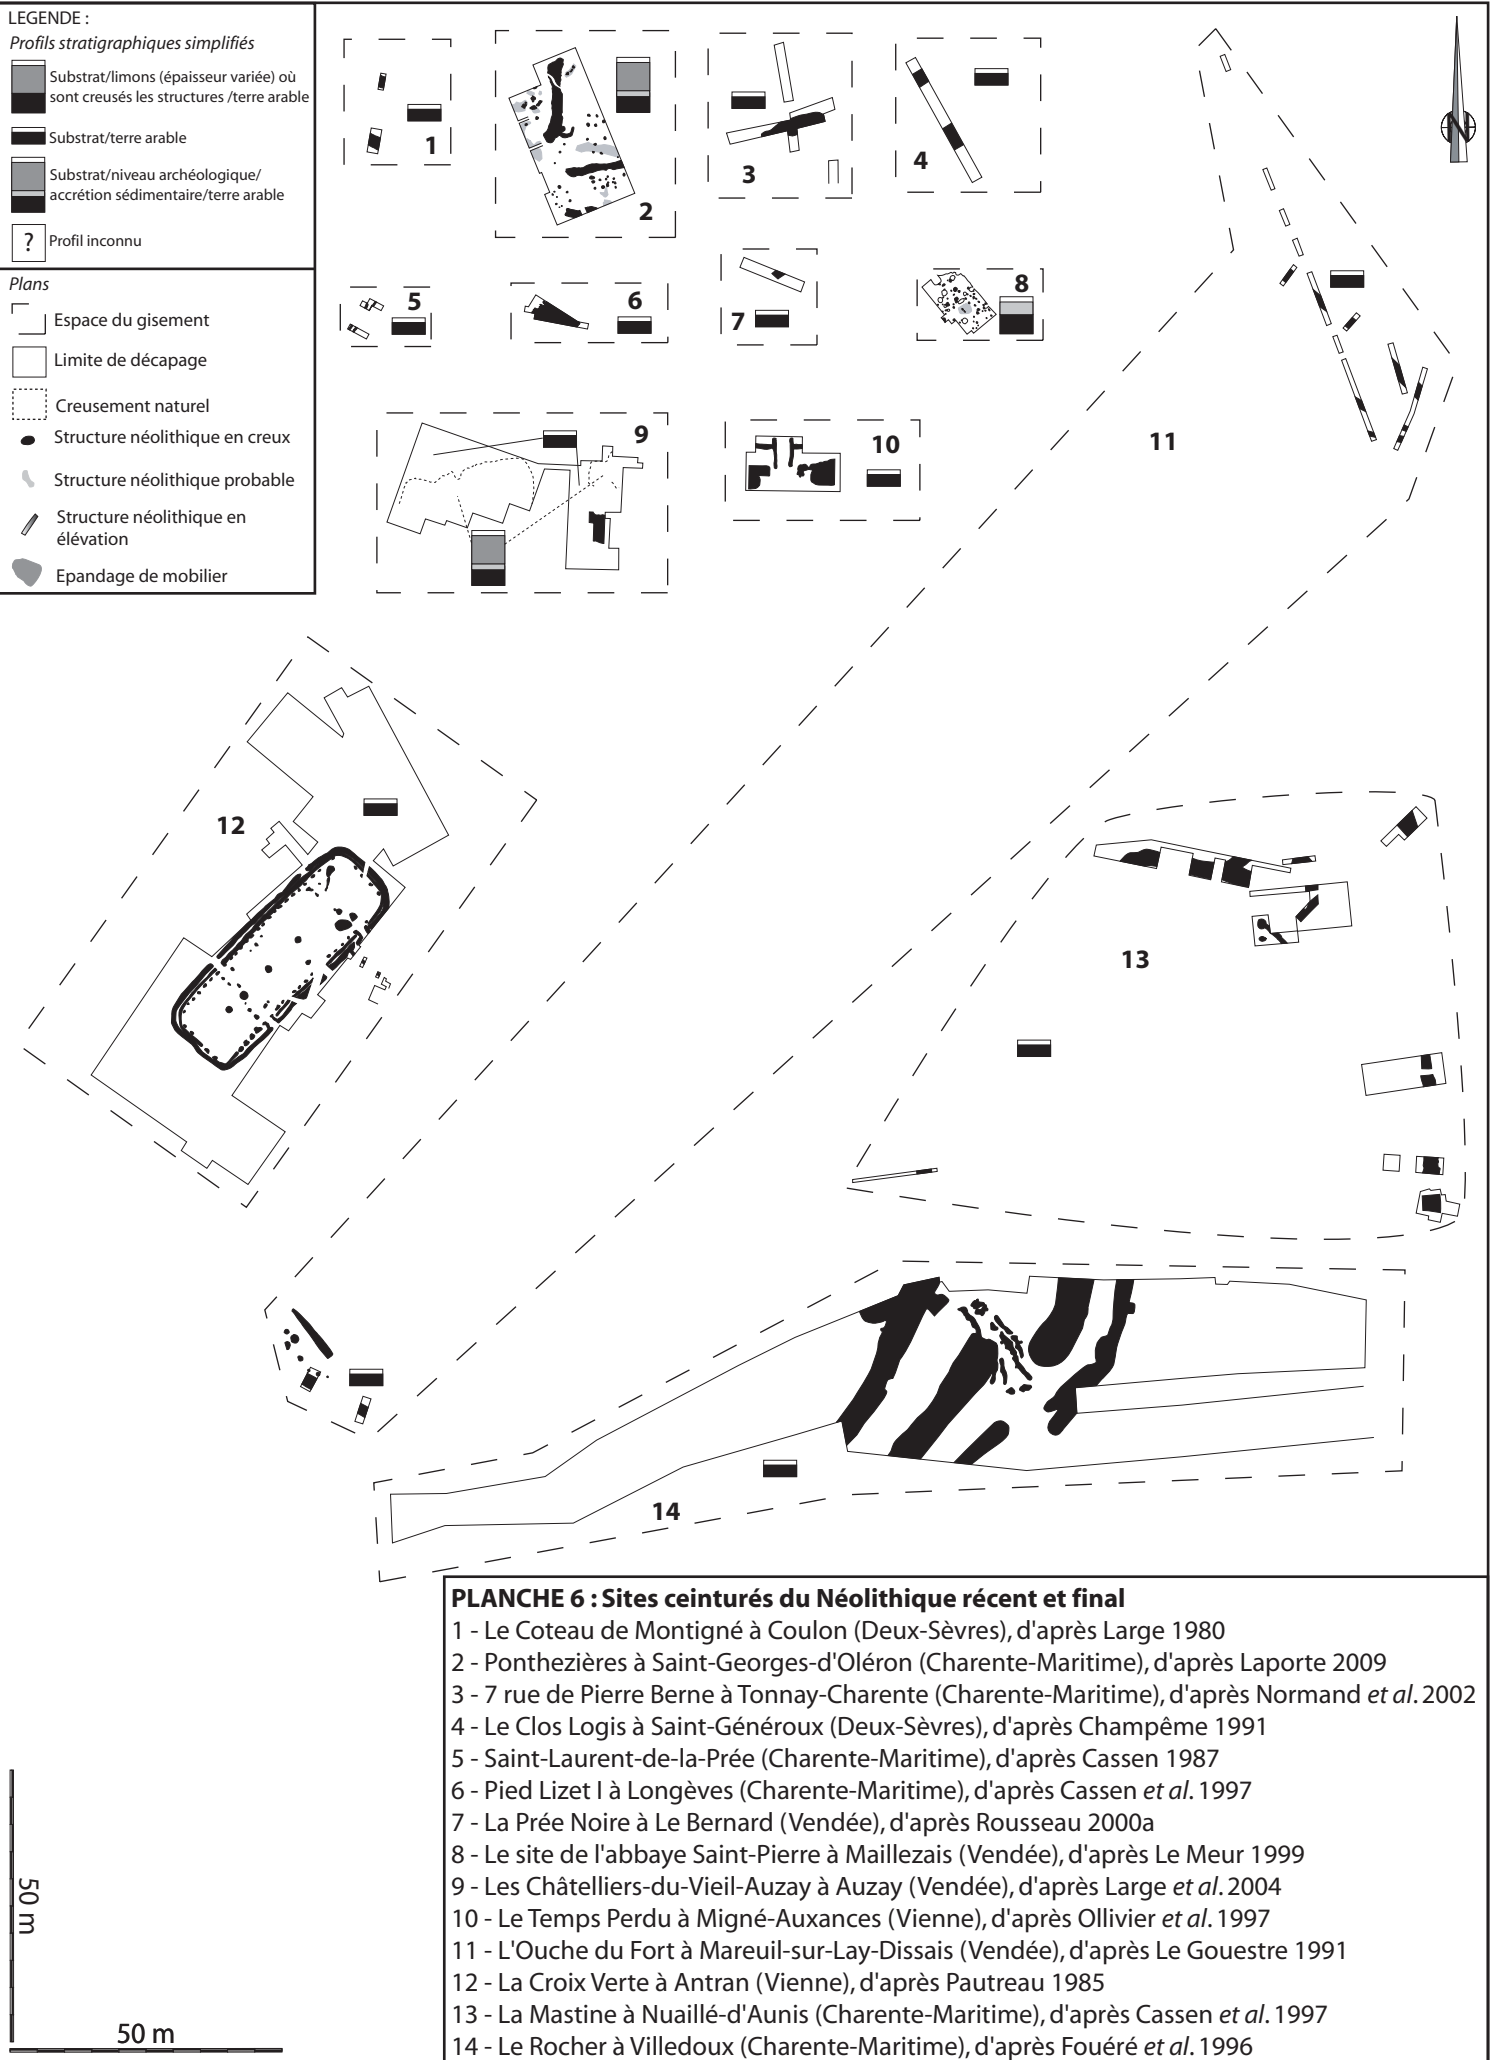 LEGENDE :
Profils stratigraphiques simplifiés
Substrat/limons (épaisseur variée) où
sont creusés les structures /terre arable
Substrat/terre arable
Substrat/niveau archéologique/
accrétion sédimentaire/terre arable
?
Profil inconnu
Plans
Espace du gisement
Limite de décapage
Creusement naturel
Structure néolithique en creux
Structure néolithique probable
Structure néolithique en
élévation
Epandage de mobilier
1
2
3
4
N
5
6
7
8
9
10
11
12
13
14
50 m
50 m
PLANCHE 6 : Sites ceinturés du Néolithique récent et final
1 - Le Coteau de Montigné à Coulon (Deux-Sèvres), d'après Large 1980
2 - Ponthezières à Saint-Georges-d'Oléron (Charente-Maritime), d'après Laporte 2009
3 - 7 rue de Pierre Berne à Tonnay-Charente (Charente-Maritime), d'après Normand et al. 2002
4 - Le Clos Logis à Saint-Généroux (Deux-Sèvres), d'après Champême 1991
5 - Saint-Laurent-de-la-Prée (Charente-Maritime), d'après Cassen 1987
6 - Pied Lizet I à Longèves (Charente-Maritime), d'après Cassen et al. 1997
7 - La Prée Noire à Le Bernard (Vendée), d'après Rousseau 2000a
8 - Le site de l'abbaye Saint-Pierre à Maillezais (Vendée), d'après Le Meur 1999
9 - Les Châtelliers-du-Vieil-Auzay à Auzay (Vendée), d'après Large et al. 2004
10 - Le Temps Perdu à Migné-Auxances (Vienne), d'après Ollivier et al. 1997
11 - L'Ouche du Fort à Mareuil-sur-Lay-Dissais (Vendée), d'après Le Gouestre 1991
12 - La Croix Verte à Antran (Vienne), d'après Pautreau 1985
13 - La Mastine à Nuaillé-d'Aunis (Charente-Maritime), d'après Cassen et al. 1997
14 - Le Rocher à Villedoux (Charente-Maritime), d'après Fouéré et al. 1996